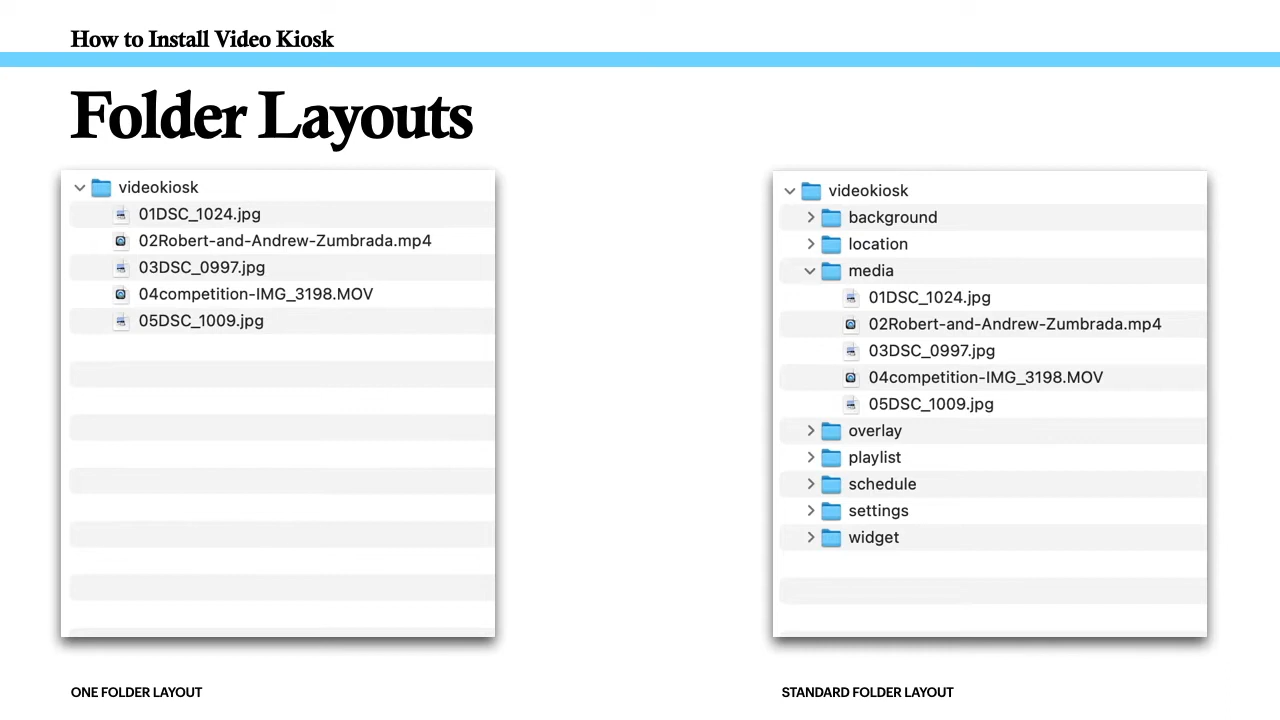 How to Install Video Kiosk
Folder Layouts
videokiosk
01DSC_1024.jpg
02Robert-and-Andrew-Zumbrada.mp4
03DSC_0997.jpg
04competition-IMG_3198.MOV
05DSC_1009.jpg
ONE FOLDER LAYOUT
videokiosk
background
location
media
01DSC_1024.jpg
02Robert-and-Andrew-Zumbrada.mp4
03DSC_0997.jpg
04competition-IMG_3198.MOV
05DSC_1009.jpg
overlay
playlist
schedule
settings
widget
STANDARD FOLDER LAYOUT